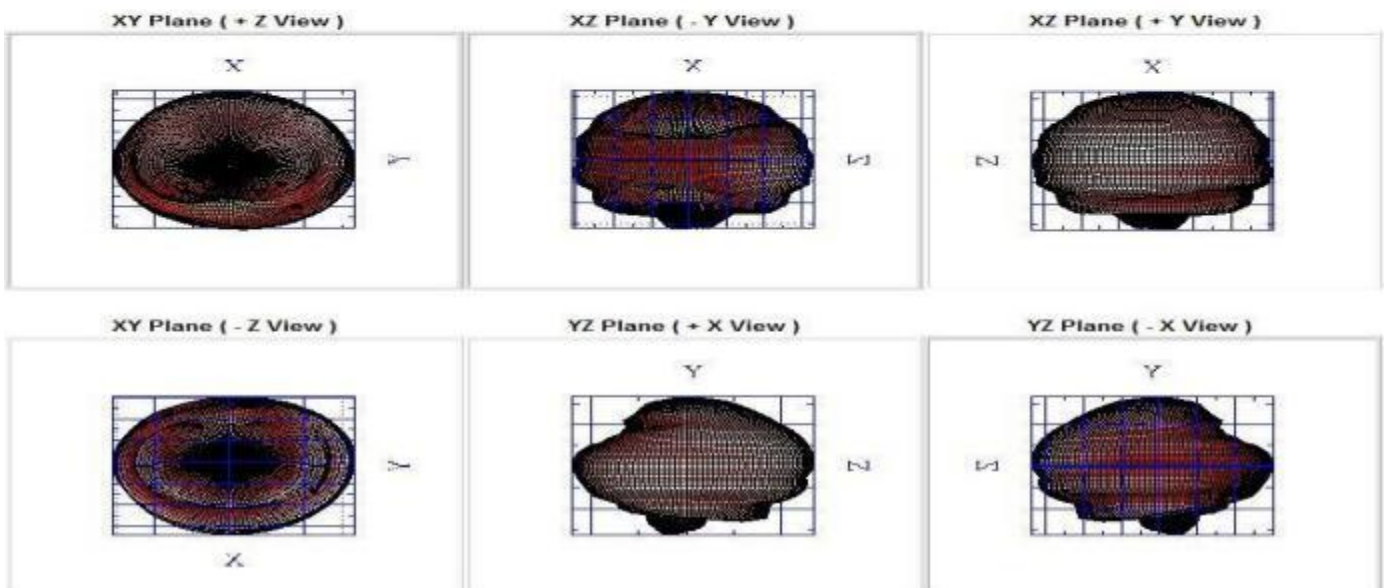 XY Plane ( + Z View )
XZ Plane ( - Y View )
XZ Plane ( + Y View )
X
X
X
Y
Z
Z
XY Plane ( - Z View )
YZ Plane ( + X View )
YZ Plane ( - X View )
Y
Y
Y
Z
Z
X